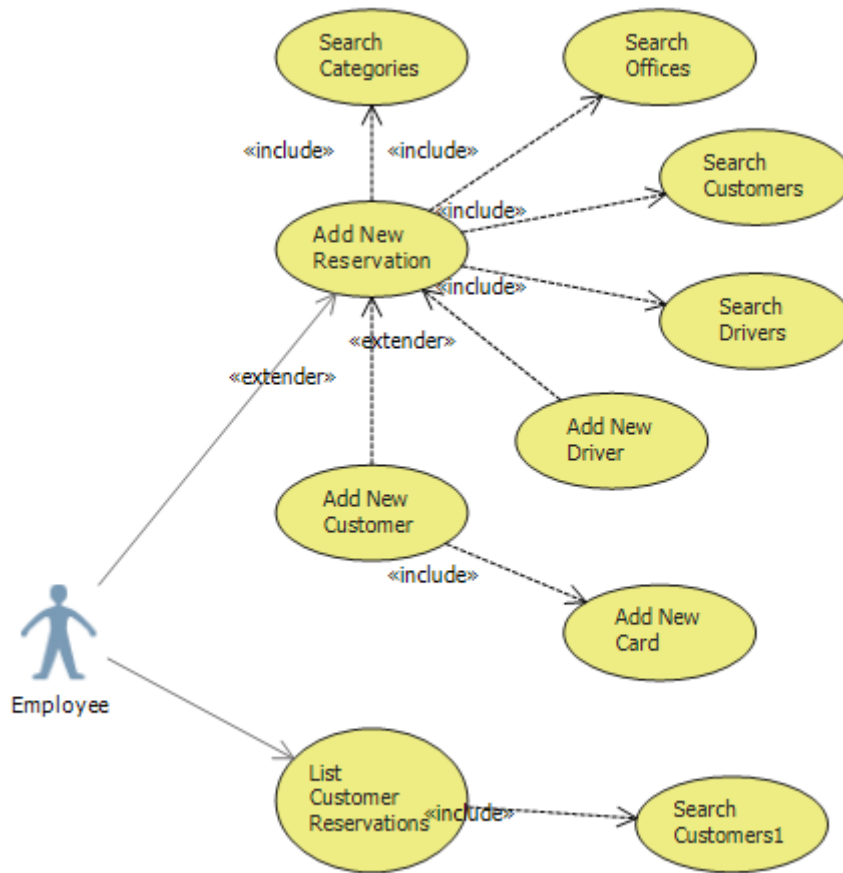 Search
Categories
Search
Offices
«include»
«include»
Search
Customers
«include»
Add New
Reservation
«include»
Search
Drivers
«extender»
«extender»
Add New
Driver
Add New
Customer
«include»
Add New
Card
Employee
List
Customer
Reservations
«include»
Search
Customers1